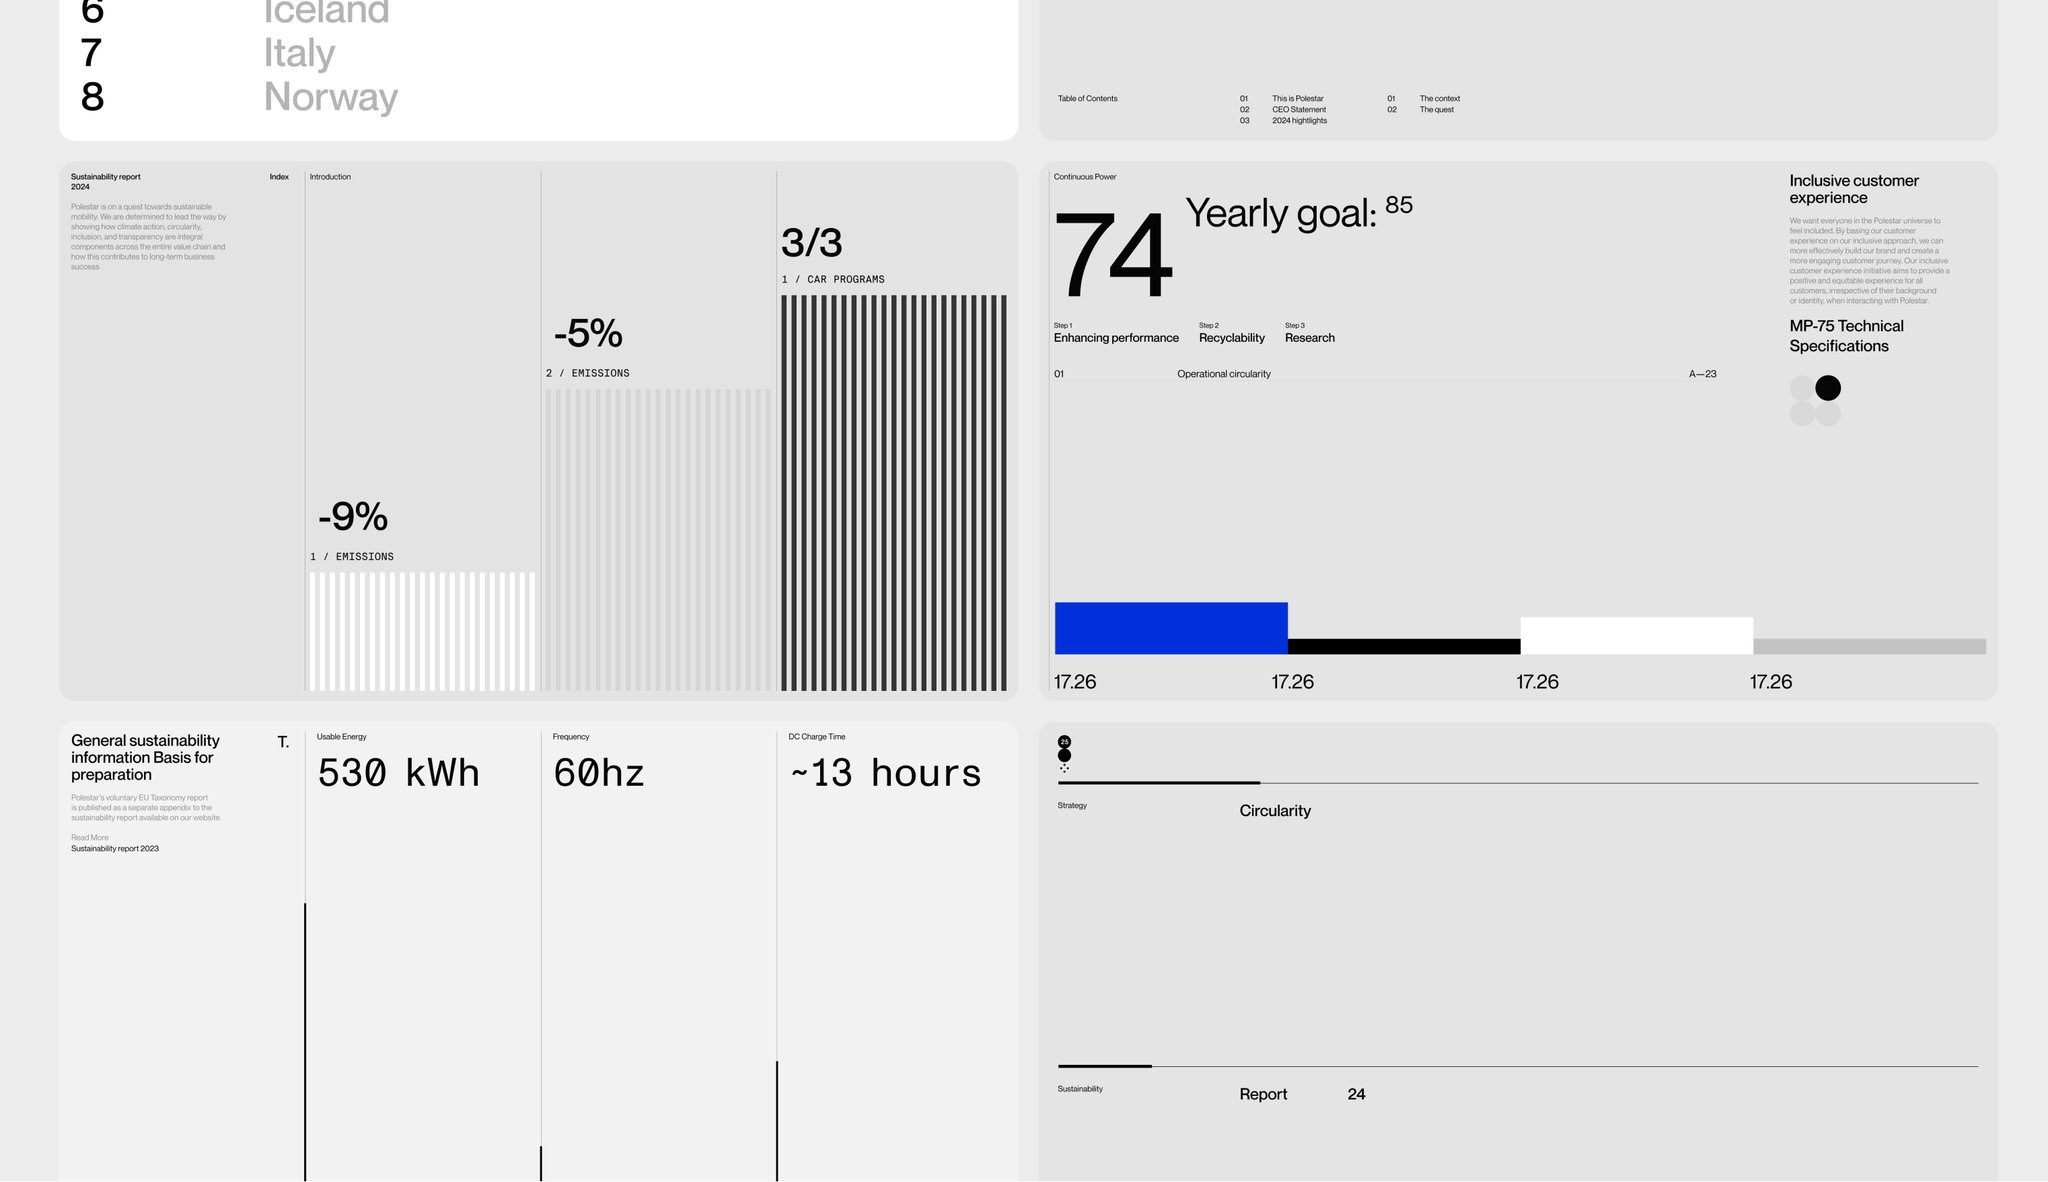 6 Iceland
7 Italy
8 Norway
Table of Contents
01 This is Polestar
02 CEO Statement
03 2024 hightlights
01 The context
02 The quest
Sustainability report
2024
Index
Polestar is on a quest towards sustainable
mobility. We are determined to lead the way by
showing how climate action, circularity,
inclusion, and transparency are integral
components across the entire value chain and
how this contributes to long-term business
success
Introduction
-9%
1 / EMISSIONS
-5%
2 / EMISSIONS
3/3
1 / CAR PROGRAMS
Continuous Power
74
Yearly goal: 85
Step 1
Enhancing performance
Step 2
Recyclability
Step 3
Research
01 Operational circularity A—23
17.26 17.26 17.26 17.26
Inclusive customer
experience
We want everyone in the Polestar universe to
feel included. By basing our customer
experience on our inclusive approach, we can
more effectively build our brand and create a
more engaging customer journey. Our inclusive
customer experience initiative aims to provide a
positive and equitable experience for all
customers, irrespective of their background
or identity, when interacting with Polestar.
MP-75 Technical
Specifications
General sustainability
information Basis for
preparation
T.
Polestar's voluntary EU Taxonomy report
is published as a separate appendix to the
sustainability report available on our website.
Read More
Sustainability report 2023
Usable Energy
530 kWh
Frequency
60hz
DC Charge Time
~13 hours
25
Strategy Circularity
Sustainability Report 24